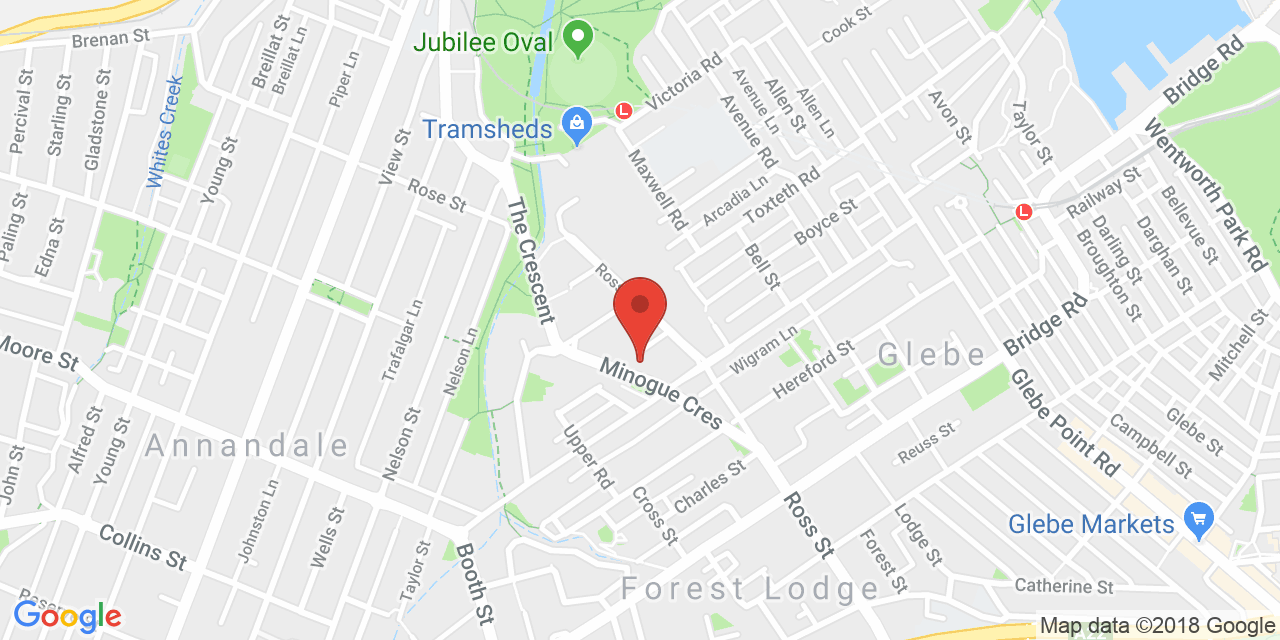 Brenan St
Breillat St
Breillat Ln
Piper Ln
Jubilee Oval
Victoria Rd
Cook St
Bridge Rd
Percival St
Starling St
Gladstone St
Whites Creek
Young St
View St
Tramsheds
L
Avenue Ln
Allen St
Allen Ln
Avenue Rd
Avon St
Taylor St
Wentworth Park Rd
Rose St
Maxwell Rd
Arcadia Ln
Toxteth Rd
Boyce St
L
Railway St
Bellevue St
Darghan St
Darling St
Broughton St
Paling St
Edna St
The Crescent
Bell St
Trafalgar Ln
Nelson Ln
Wigram Ln
Hereford St
Glebe
Bridge Rd
Mitchell St
Moore St
Minogue Cres
Glebe Point Rd
Glebe St
Campbell St
Alfred St
Young St
Annandale
Nelson St
Upper Rd
Reuss St
John St
Johnston Ln
Wells St
Cross St
Charles St
Ross St
Lodge St
Forest St
Glebe Markets
Collins St
Taylor St
Booth St
Forest Lodge
Catherine St
Google
Map data ©2018 Google